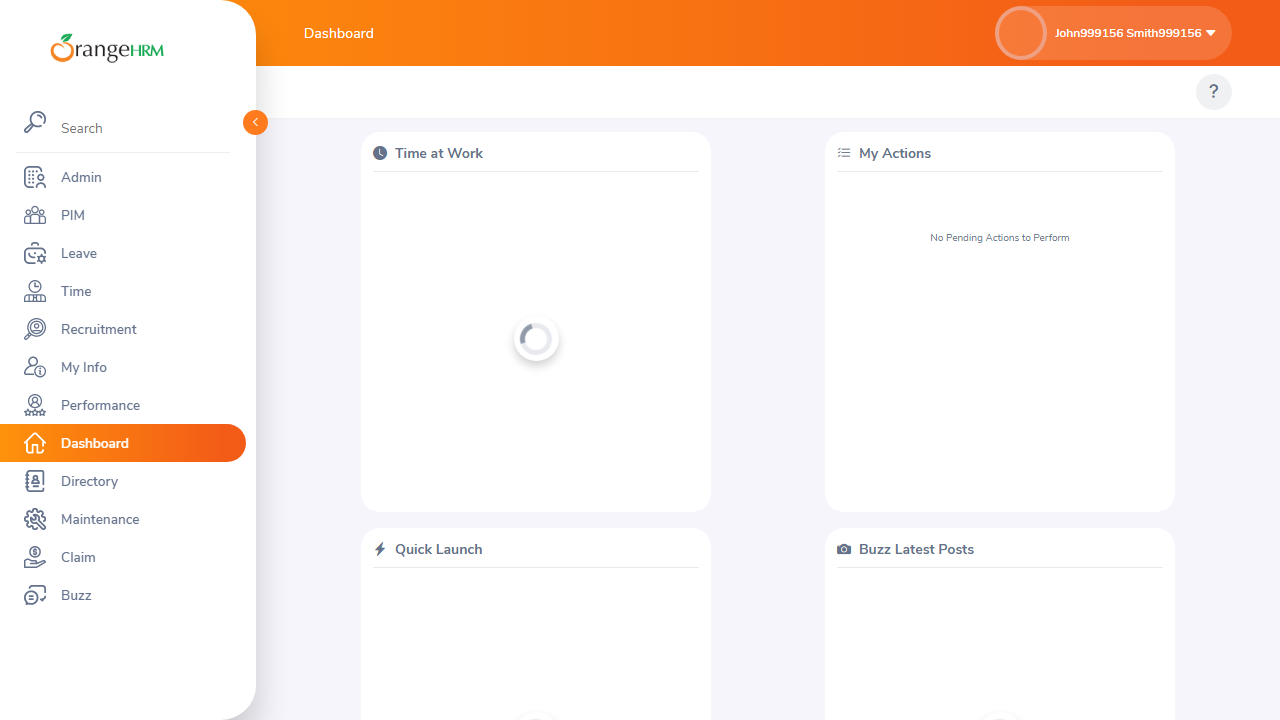 OrangeHRM
Dashboard
John999156 Smith999156
?
Search
Admin
PIM
Leave
Time
Recruitment
My Info
Performance
Dashboard
Directory
Maintenance
Claim
Buzz
Time at Work
My Actions
No Pending Actions to Perform
Quick Launch
Buzz Latest Posts